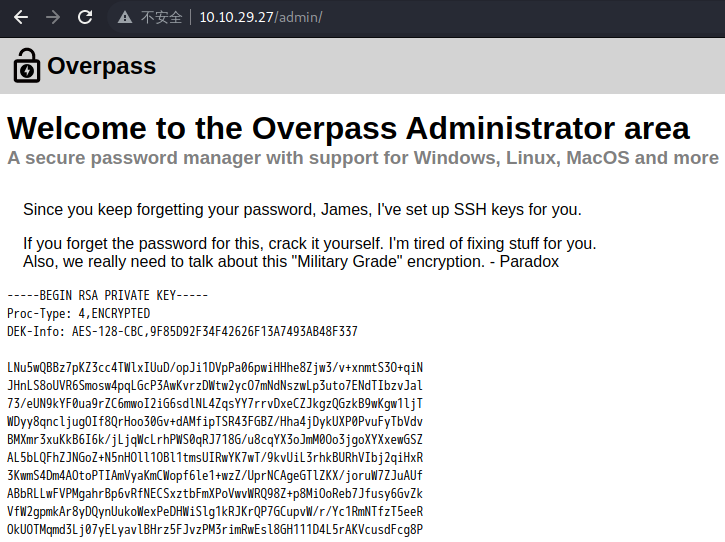 不安全 10.10.29.27/admin/
Overpass
Welcome to the Overpass Administrator area
A secure password manager with support for Windows, Linux, MacOS and more
Since you keep forgetting your password, James, I've set up SSH keys for you.
If you forget the password for this, crack it yourself. I'm tired of fixing stuff for you.
Also, we really need to talk about this "Military Grade" encryption. - Paradox
-----BEGIN RSA PRIVATE KEY-----
Proc-Type: 4,ENCRYPTED
DEK-Info: AES-128-CBC,9F85D92F34F42626F13A7493AB48F337
LNu5wQBBz7pKZ3cc4TWlxIUuD/opJi1DVpPa06pwiHHhe8Zjw3/v+xnmtS3O+qiN
JHnLS8oUVR6Smosw4pqLGcP3AwKvrzDWtw2ycO7mNdNszwLp3uto7ENdTIbzvJal
73/eUN9kYF0ua9rZC6mwoI2iG6sdlNL4ZqsYY7rrvDxeCZJkgzQGzkB9wKgw1ljT
WDyy8qncljugOIf8QrHoo30Gv+dAMfipTSR43FGBZ/Hha4jDykUXP0PvuFyTbVdv
BMXmr3xuKkB6I6k/jLjqWcLrhPWS0qRJ718G/u8cqYX3oJmM0Oo3jgoXYXxewGSZ
AL5bLQFhZJNGoZ+N5nHOll1OBl1tmsUIRwYK7wT/9kvUiL3rhkBURhVIbj2qiHxR
3KwmS4Dm4AOtoPTIAmVyaKmCWopf6le1+wzZ/UprNCAgeGTlZKX/joruW7ZJuAUf
ABbRLLwFVPMgahrBp6vRfNECSxztbFmXPoVwvWRQ98Z+p8MiOoReb7Jfusy6GvZk
VfW2gpmkAr8yDQynUukoWexPeDHWiSlg1kRJKrQP7GCupvW/r/Yc1RmNTfzT5eeR
OkUOTMqmd3Lj07yELyavlBHrz5FJvzPM3rimRwEsl8GH111D4L5rAKVcusdFcg8P